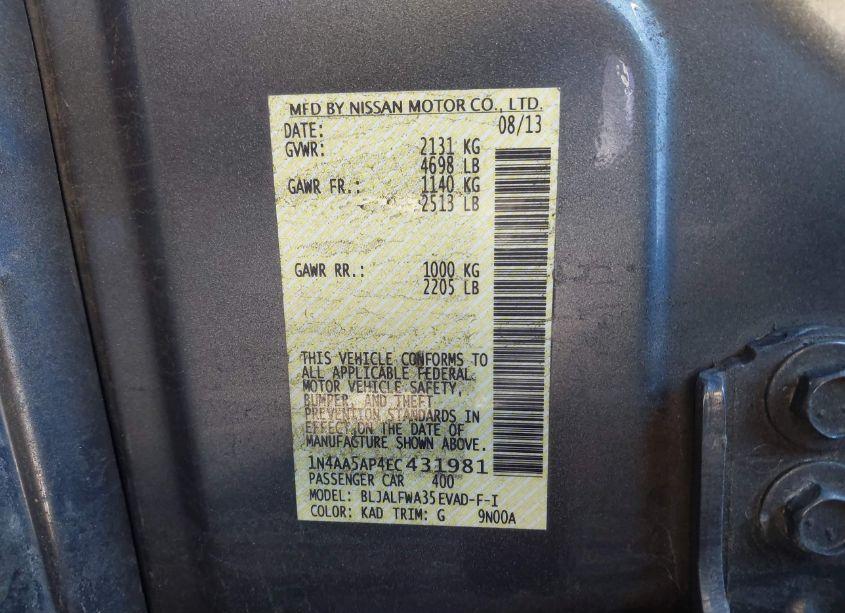 MFD BY NISSAN MOTOR CO., LTD.
DATE: 08/13
GVWR: 2131 KG
4698 LB
GAWR FR.: 1140 KG
2513 LB
GAWR RR.: 1000 KG
2205 LB
THIS VEHICLE CONFORMS TO
ALL APPLICABLE FEDERAL
MOTOR VEHICLE SAFETY,
BUMPER, AND THEFT
PREVENTION STANDARDS IN
EFFECT ON THE DATE OF
MANUFACTURE SHOWN ABOVE.
1N4AA5AP4EC431981
PASSENGER CAR 400
MODEL: BLJALFWA35EVAD-F-I
COLOR: KAD TRIM: G 9N00A